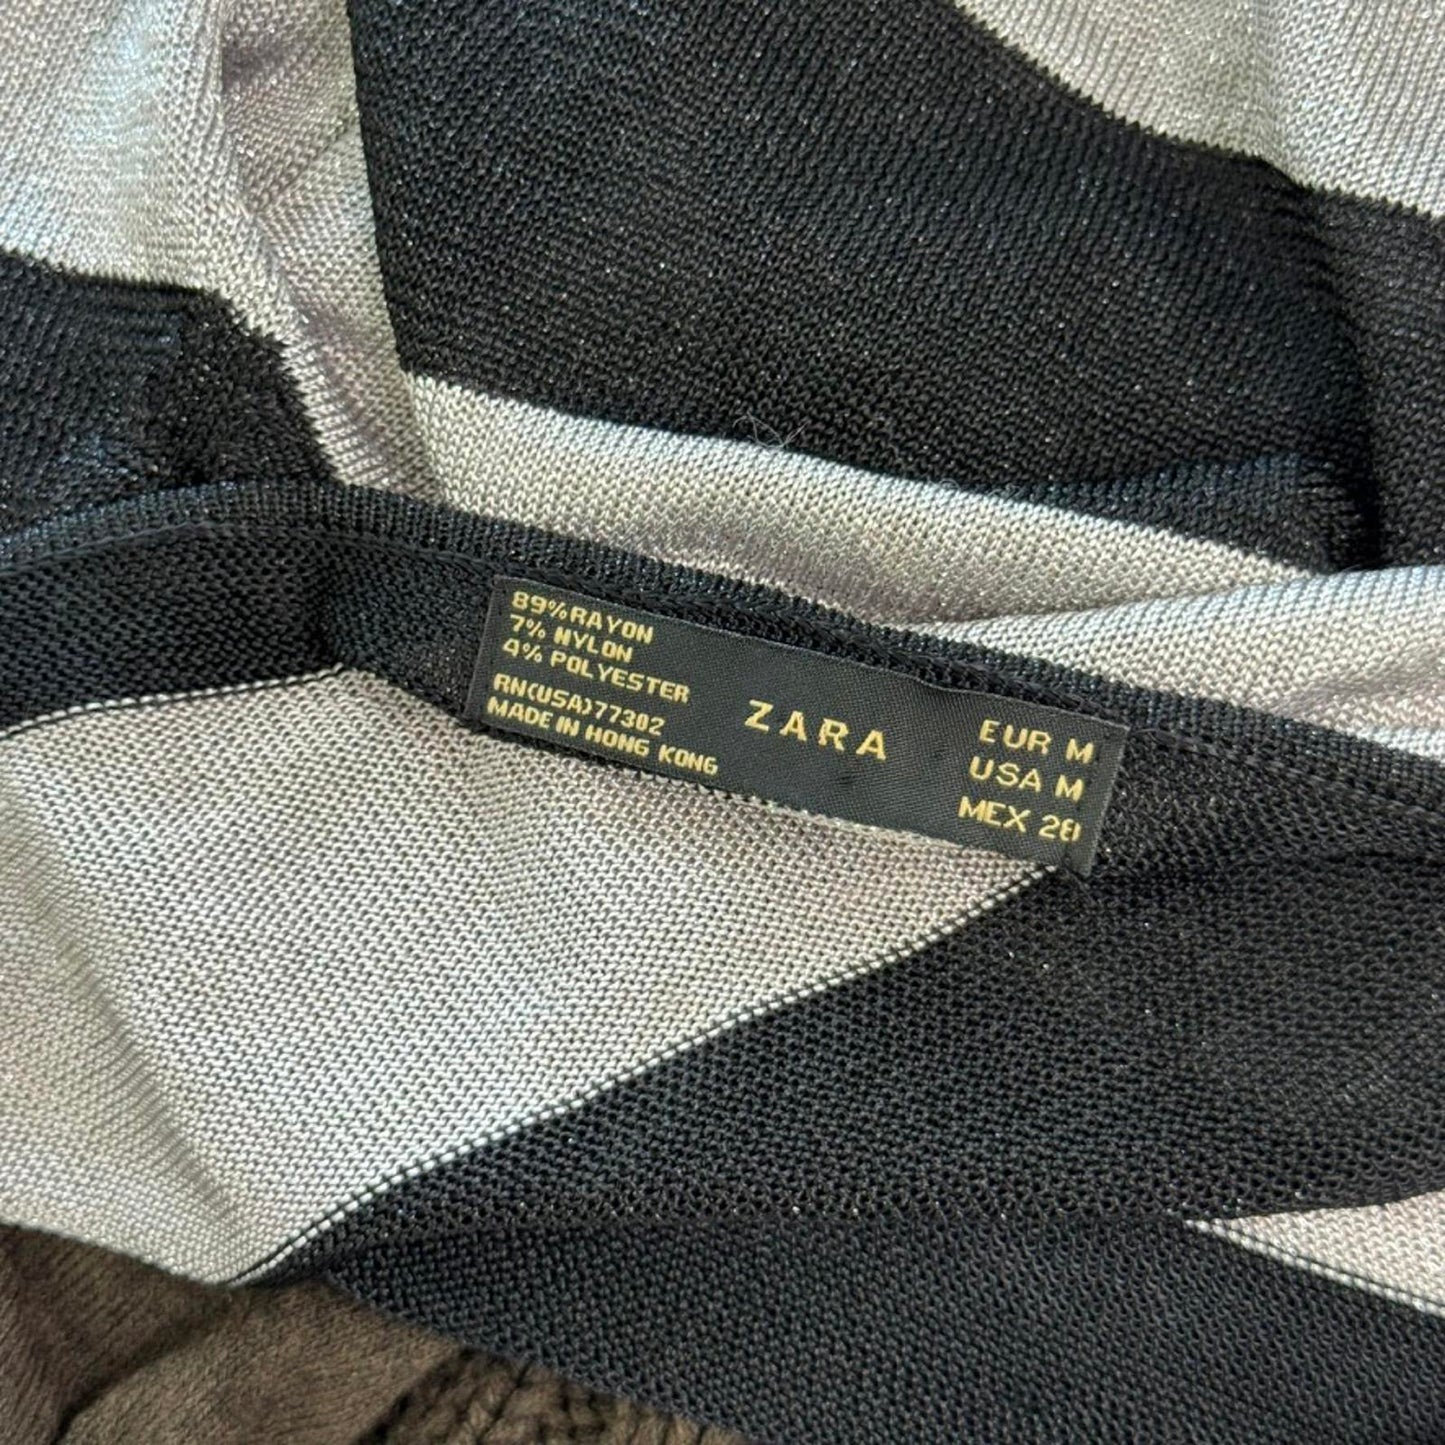 89%RAYON
7% NYLON
4% POLYESTER
RN(USA)77302
MADE IN HONG KONG
ZARA
EUR M
USA M
MEX 28